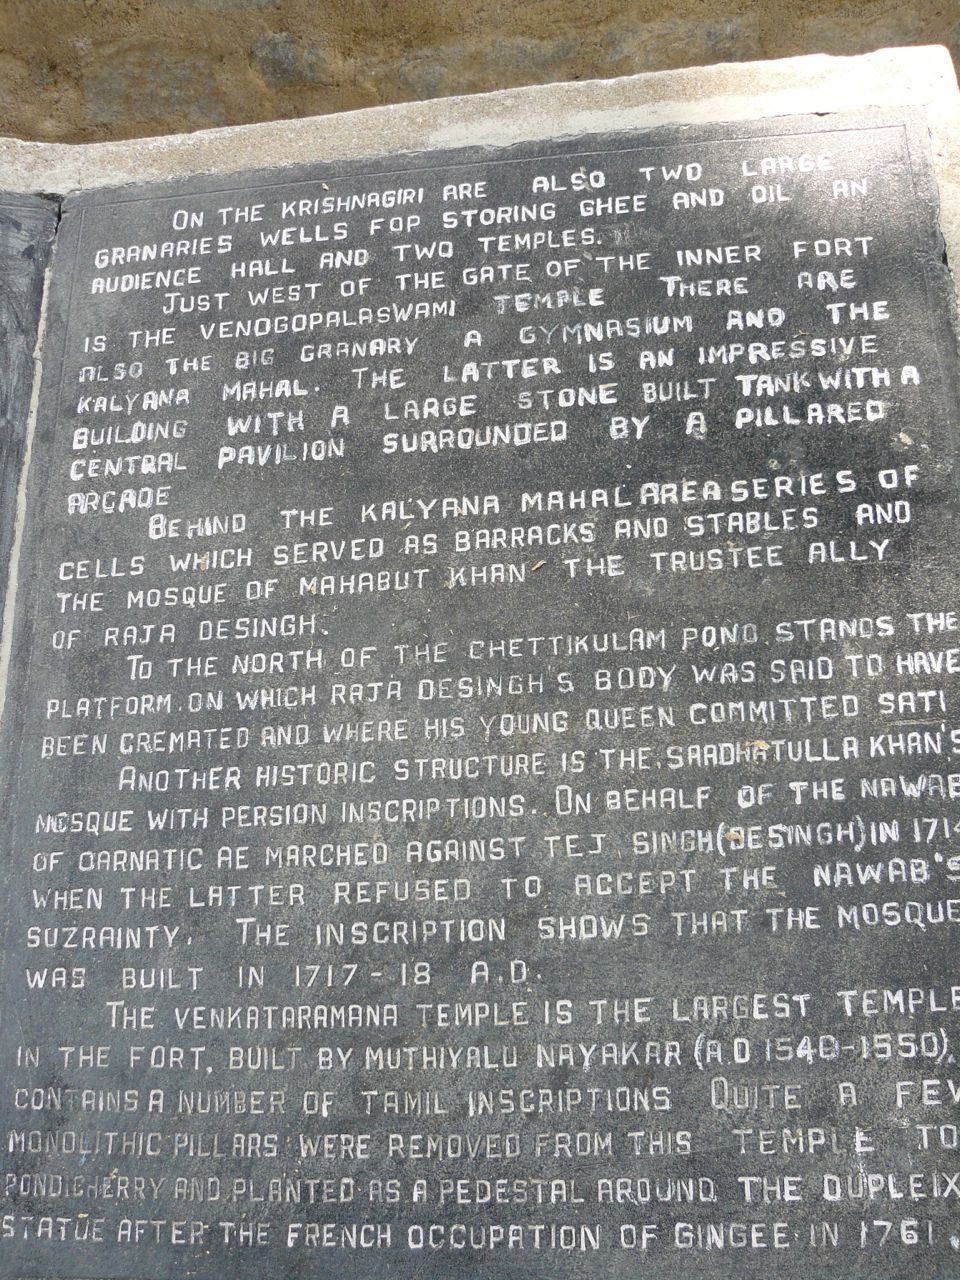 On the Krishnagiri are also two large
granaries wells fop storing ghee and oil an
audience hall and two temples.
Just west of the gate of the inner fort
is the Venogopalaswami temple There are
also the big granary a gymnasium and the
Kalyana Mahal. The latter is an impressive
building with a large stone built tank with a
central pavilion surrounded by a pillared
arcade
Behind the Kalyana Mahal area series of
cells which served as barracks and stables and
the mosque of Mahabut Khan the trustee ally
of Raja Desingh.
To the north of the Chettikulam pond stands the
platform on which Raja Desingh's body was said to have
been cremated and where his young queen committed sati
Another historic structure is the Saadhatulla Khan's
mosque with persion inscriptions. On behalf of the Nawab
of Qarnatic ae marched against Tej Singh(Desingh)in 1714
when the latter refused to accept the Nawab's
suzrainty. The inscription shows that the mosque
was built in 1717-18 A.D.
The Venkataramana temple is the largest temple
in the fort, built by Muthiyalu Nayakar (A.D 1540-1550).
contains a number of Tamil inscriptions Quite a few
monolithic pillars were removed from this temple to
Pondicherry and planted as a pedestal around the Dupleix
statue after the French occupation of Gingee in 1761.